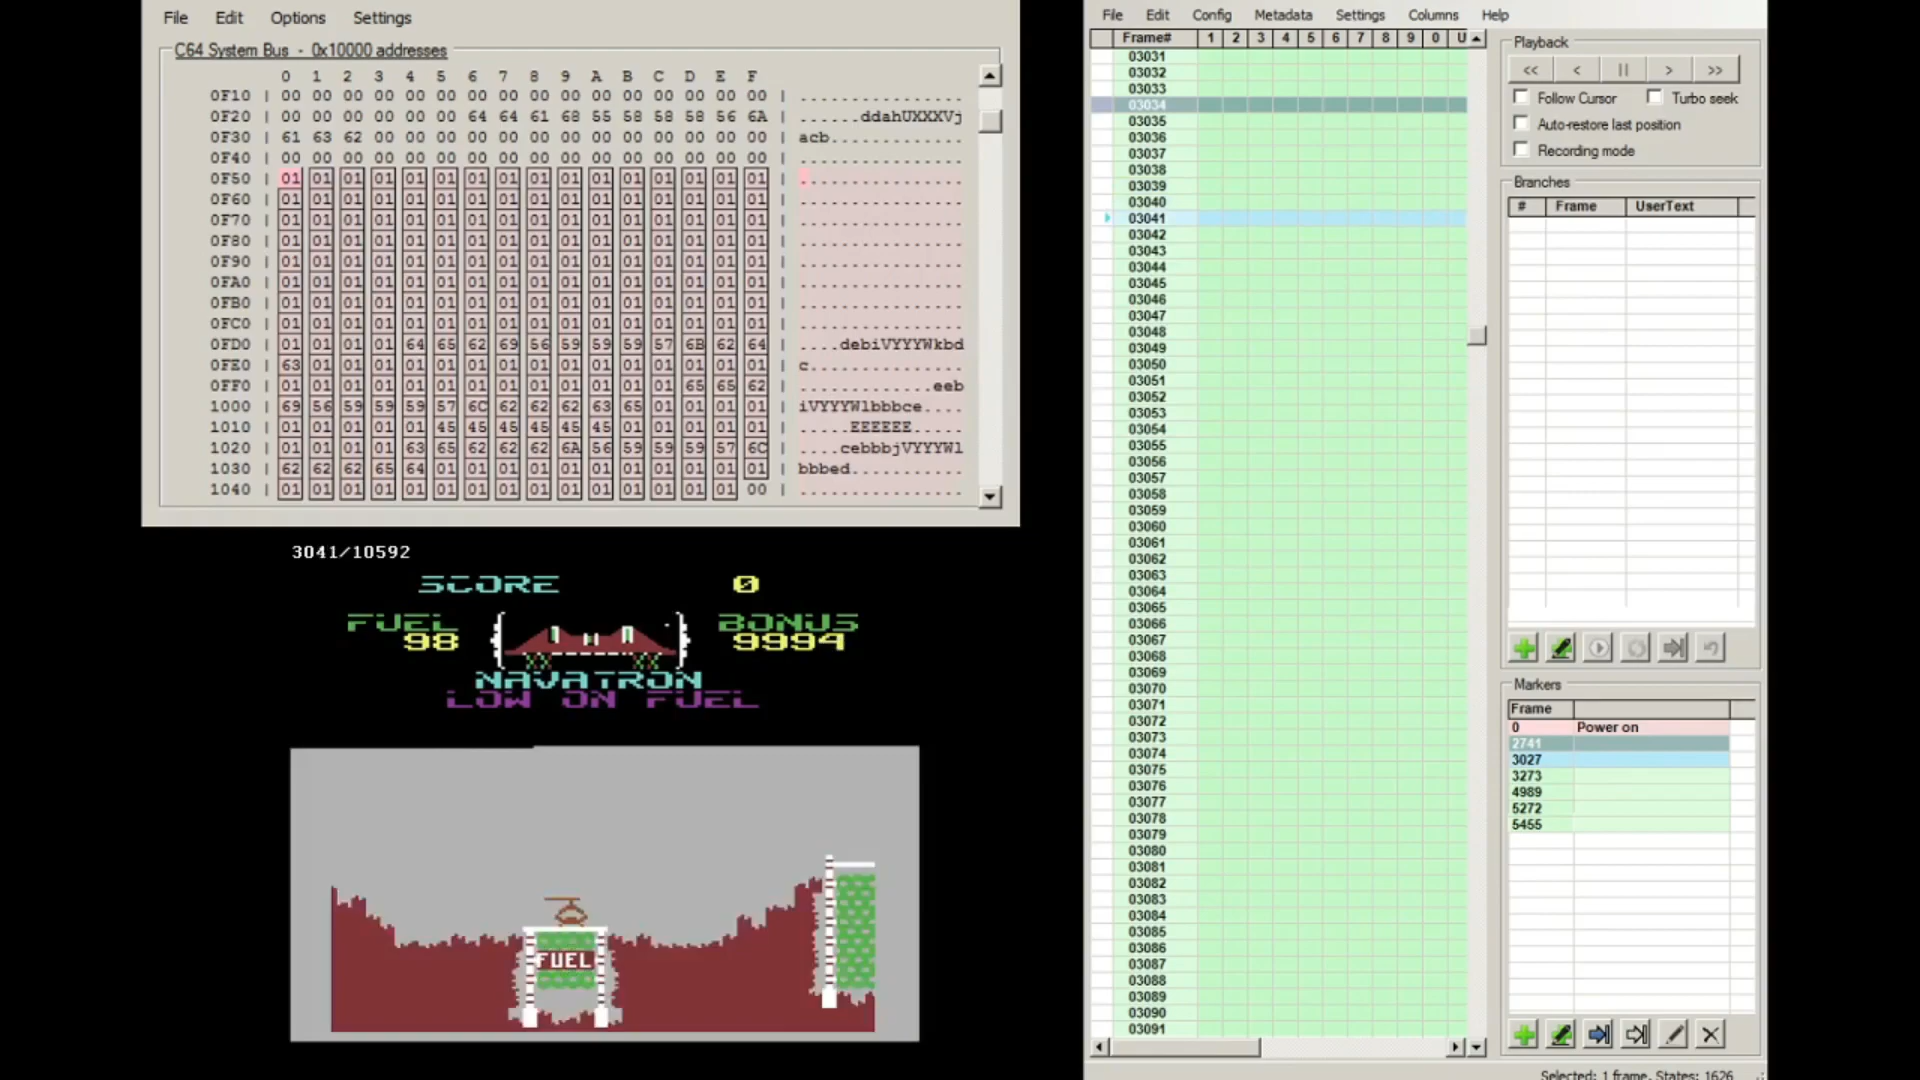 File Edit Options Settings
C64 System Bus - 0x10000 addresses
0 1 2 3 4 5 6 7 8 9 A B C D E F
0F10 | 00 00 00 00 00 00 00 00 00 00 00 00 00 00 00 00 | ................
0F20 | 00 00 00 00 00 00 64 64 61 68 55 58 58 58 56 6A | ......ddahUXXXVj
0F30 | 61 63 62 00 00 00 00 00 00 00 00 00 00 00 00 00 | acb.............
0F40 | 00 00 00 00 00 00 00 00 00 00 00 00 00 00 00 00 | ................
0F50 | 01 01 01 01 01 01 01 01 01 01 01 01 01 01 01 01 | ................
0F60 | 01 01 01 01 01 01 01 01 01 01 01 01 01 01 01 01 | ................
0F70 | 01 01 01 01 01 01 01 01 01 01 01 01 01 01 01 01 | ................
0F80 | 01 01 01 01 01 01 01 01 01 01 01 01 01 01 01 01 | ................
0F90 | 01 01 01 01 01 01 01 01 01 01 01 01 01 01 01 01 | ................
0FA0 | 01 01 01 01 01 01 01 01 01 01 01 01 01 01 01 01 | ................
0FB0 | 01 01 01 01 01 01 01 01 01 01 01 01 01 01 01 01 | ................
0FC0 | 01 01 01 01 01 01 01 01 01 01 01 01 01 01 01 01 | ................
0FD0 | 01 01 01 01 64 65 62 69 56 59 59 59 57 6B 62 64 | ....debiVYYYWkbd
0FE0 | 63 01 01 01 01 01 01 01 01 01 01 01 01 01 01 01 | c...............
0FF0 | 01 01 01 01 01 01 01 01 01 01 01 01 01 65 65 62 | .............eeb
1000 | 69 56 59 59 59 57 6C 62 62 62 63 65 01 01 01 01 | iVYYYWlbbbce....
1010 | 01 01 01 01 01 45 45 45 45 45 45 01 01 01 01 01 | .....EEEEEE.....
1020 | 01 01 01 01 63 65 62 62 62 6A 56 59 59 59 57 6C | ....cebbbjVYYYWl
1030 | 62 62 62 65 64 01 01 01 01 01 01 01 01 01 01 01 | bbbed...........
1040 | 01 01 01 01 01 01 01 01 01 01 01 01 01 01 01 00 | ................
3041/10592
SCORE 0
FUEL BONUS
98 9994
NAVATRON
LOW ON FUEL
FUEL
File Edit Config Metadata Settings Columns Help
Frame# 1 2 3 4 5 6 7 8 9 0 U
03031
03032
03033
03034
03035
03036
03037
03038
03039
03040
03041
03042
03043
03044
03045
03046
03047
03048
03049
03050
03051
03052
03053
03054
03055
03056
03057
03058
03059
03060
03061
03062
03063
03064
03065
03066
03067
03068
03069
03070
03071
03072
03073
03074
03075
03076
03077
03078
03079
03080
03081
03082
03083
03084
03085
03086
03087
03088
03089
03090
03091
Playback
<< < || > >>
Follow Cursor Turbo seek
Auto-restore last position
Recording mode
Branches
# Frame UserText
Markers
Frame
0 Power on
2741
3027
3273
4989
5272
5455
Selected: 1 frame, States: 1626